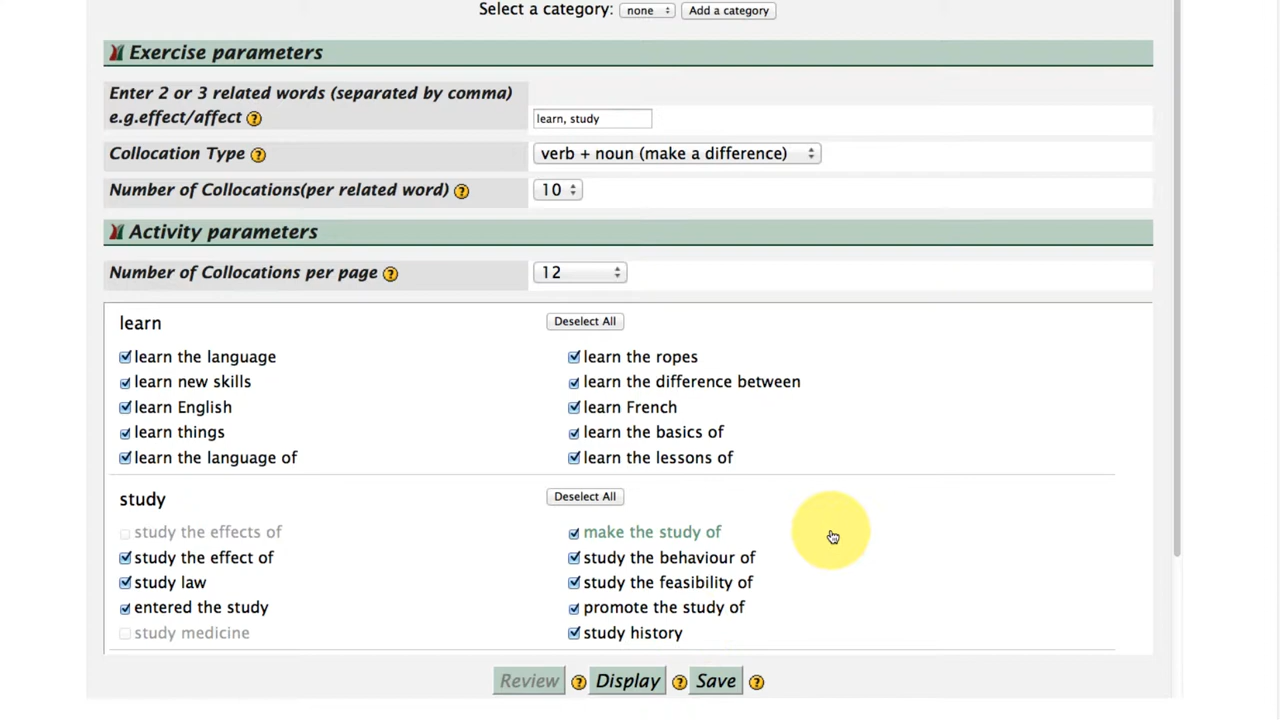 Select a category: none Add a category
Exercise parameters
Enter 2 or 3 related words (separated by comma)
e.g.effect/affect ? learn, study
Collocation Type ? verb + noun (make a difference)
Number of Collocations(per related word) ? 10
Activity parameters
Number of Collocations per page ? 12
learn Deselect All
learn the language learn the ropes
learn new skills learn the difference between
learn English learn French
learn things learn the basics of
learn the language of learn the lessons of
study Deselect All
study the effects of make the study of
study the effect of study the behaviour of
study law study the feasibility of
entered the study promote the study of
study medicine study history
Review ? Display ? Save ?